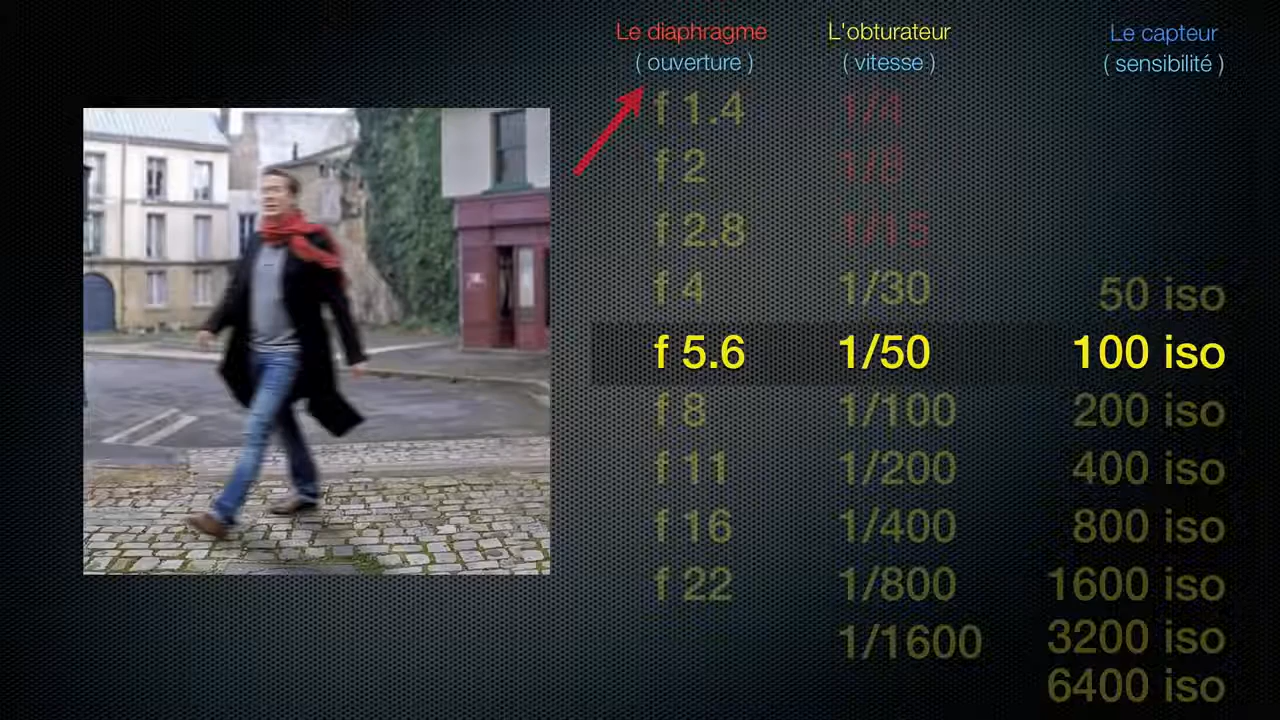 Le diaphragme L'obturateur Le capteur
( ouverture ) ( vitesse ) ( sensibilité )
f 1.4 1/4
f 2 1/8
f 2.8 1/15
f 4 1/30 50 iso
f 5.6 1/50 100 iso
f 8 1/100 200 iso
f 11 1/200 400 iso
f 16 1/400 800 iso
f 22 1/800 1600 iso
1/1600 3200 iso
6400 iso